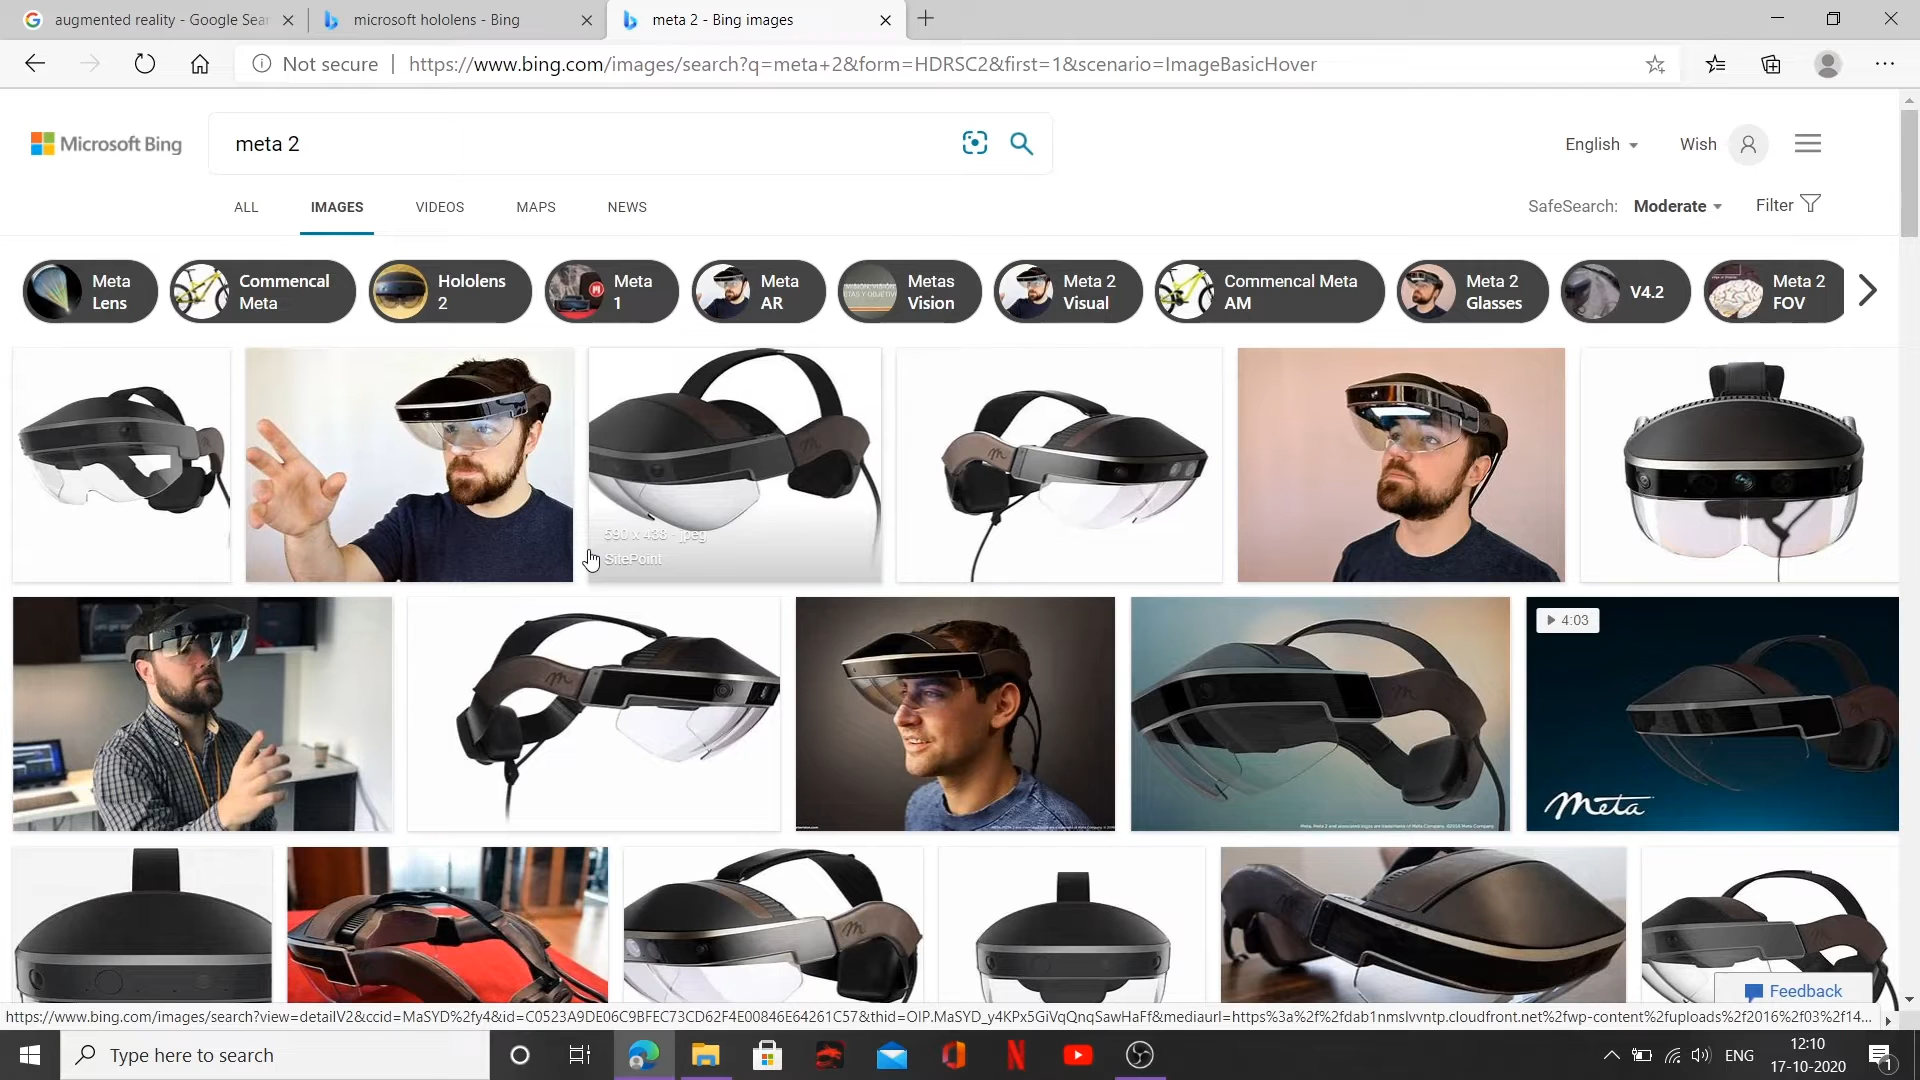 augmented reality - Google Sear
microsoft hololens - Bing
meta 2 - Bing images
Not secure | https://www.bing.com/images/search?q=meta+2&form=HDRSC2&first=1&scenario=ImageBasicHover
Microsoft Bing
meta 2
English
Wish
ALL
IMAGES
VIDEOS
MAPS
NEWS
SafeSearch: Moderate
Filter
Meta
Lens
Commencal
Meta
Hololens
2
Meta
1
Meta
AR
Metas
Vision
Meta 2
Visual
Commencal Meta
AM
Meta 2
Glasses
V4.2
Meta 2
FOV
590 x 433 · jpeg
SitePoint
4:03
Meta
Feedback
https://www.bing.com/images/search?view=detailV2&ccid=MaSYD%2fy4&id=C0523A9DE06C9BFEC73CD62F4E00846E64261C57&thid=OIP.MaSYD_y4KPx5GiVqQnqSawHaFf&mediaurl=https%3a%2f%2fdab1nmslvvntp.cloudfront.net%2fwp-content%2fuploads%2f2016%2f03%2f14...
Type here to search
ENG
12:10
17-10-2020
1